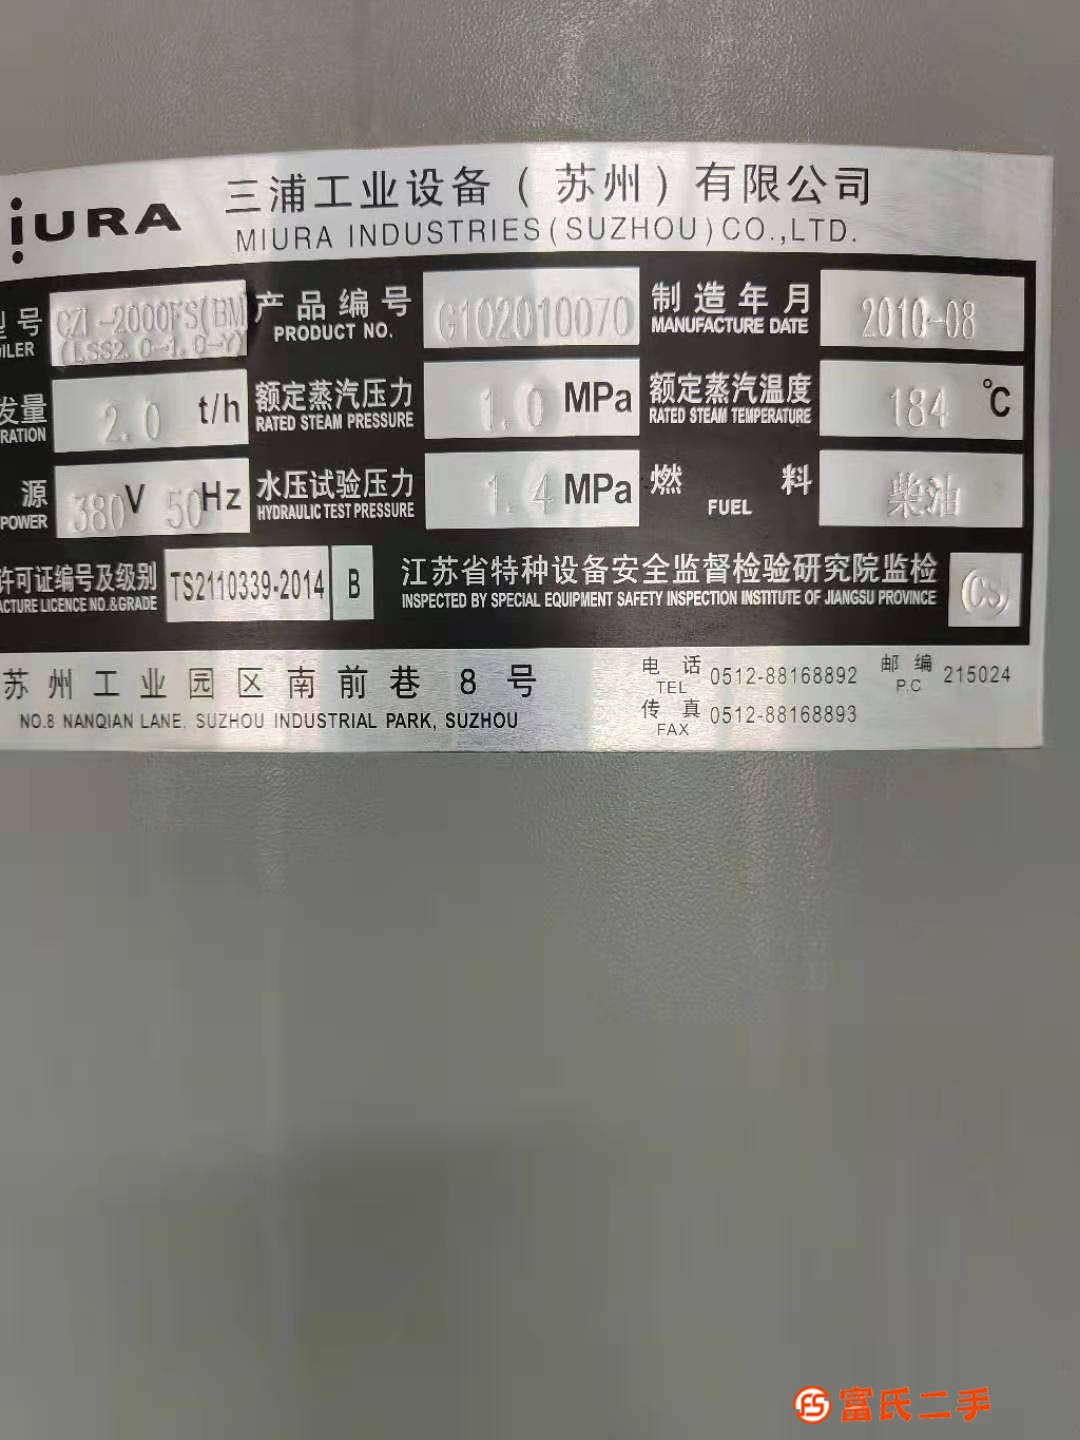 iURA
三浦工业设备(苏州)有限公司
MIURA INDUSTRIES(SUZHOU)CO.,LTD.
型号 CZI-2000FS(BM 产品编号 G102010070 制造年月 2010-08
ILER (LSS2.0-1.0-Y) PRODUCT NO. MANUFACTURE DATE
发量 2.0 t/h 额定蒸汽压力 1.0 MPa 额定蒸汽温度 184 ℃
RATION RATED STEAM PRESSURE RATED STEAM TEMPERATURE
源 380V 50Hz 水压试验压力 1.4 MPa 燃料 柴油
POWER HYDRAULIC TEST PRESSURE FUEL
许可证编号及级别 TS2110339-2014 B 江苏省特种设备安全监督检验研究院监检 (CS)
ACTURE LICENCE NO.&GRADE INSPECTED BY SPECIAL EQUIPMENT SAFETY INSPECTION INSTITUTE OF JIANGSU PROVINCE
苏州工业园区南前巷8号
NO.8 NANQIAN LANE, SUZHOU INDUSTRIAL PARK, SUZHOU
电话 0512-88168892 邮编 215024
TEL P.C
传真 0512-88168893
FAX
FS 富氏二手